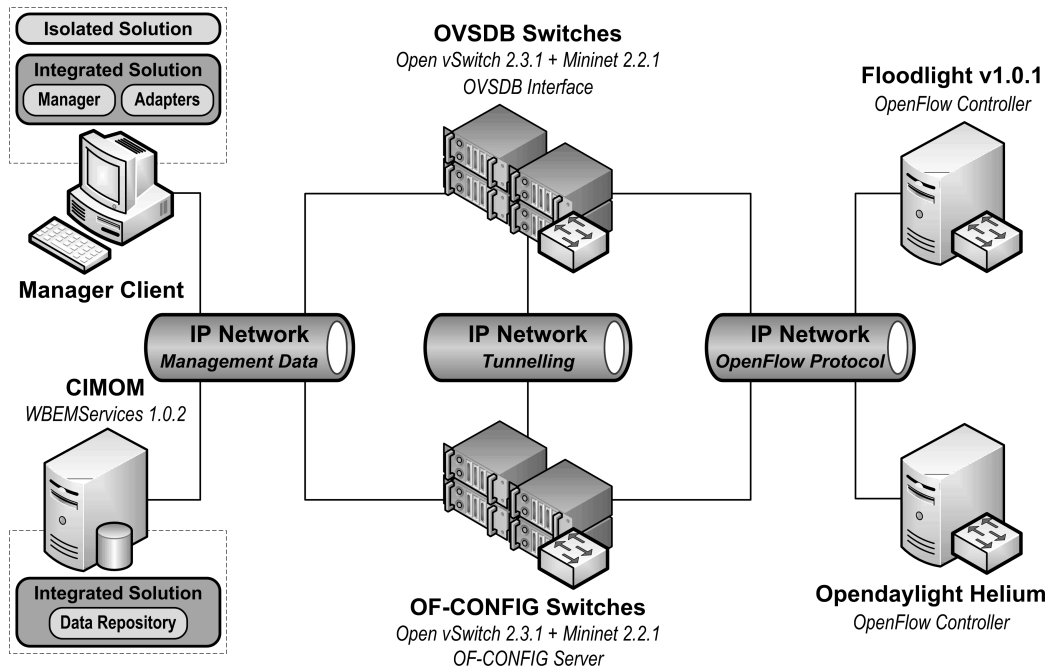 Isolated Solution
Integrated Solution
Manager
Adapters
Manager Client
OVSDB Switches
Open vSwitch 2.3.1 + Mininet 2.2.1
OVSDB Interface
Floodlight v1.0.1
OpenFlow Controller
IP Network
Management Data
IP Network
Tunnelling
IP Network
OpenFlow Protocol
CIMOM
WBEMServices 1.0.2
Integrated Solution
Data Repository
OF-CONFIG Switches
Open vSwitch 2.3.1 + Mininet 2.2.1
OF-CONFIG Server
Opendaylight Helium
OpenFlow Controller